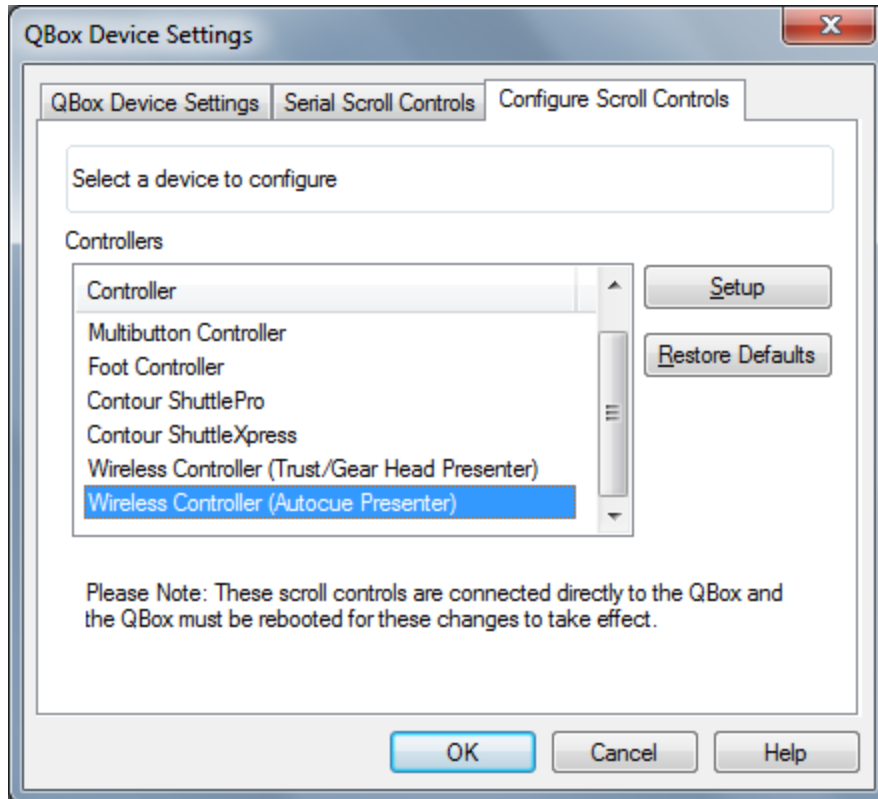 QBox Device Settings
QBox Device Settings
Serial Scroll Controls
Configure Scroll Controls
Select a device to configure
Controllers
Controller
Setup
Multibutton Controller
Foot Controller
Restore Defaults
Contour ShuttlePro
Contour ShuttleXpress
Wireless Controller (Trust/Gear Head Presenter)
Wireless Controller (Autocue Presenter)
Please Note: These scroll controls are connected directly to the QBox and
the QBox must be rebooted for these changes to take effect.
OK
Cancel
Help